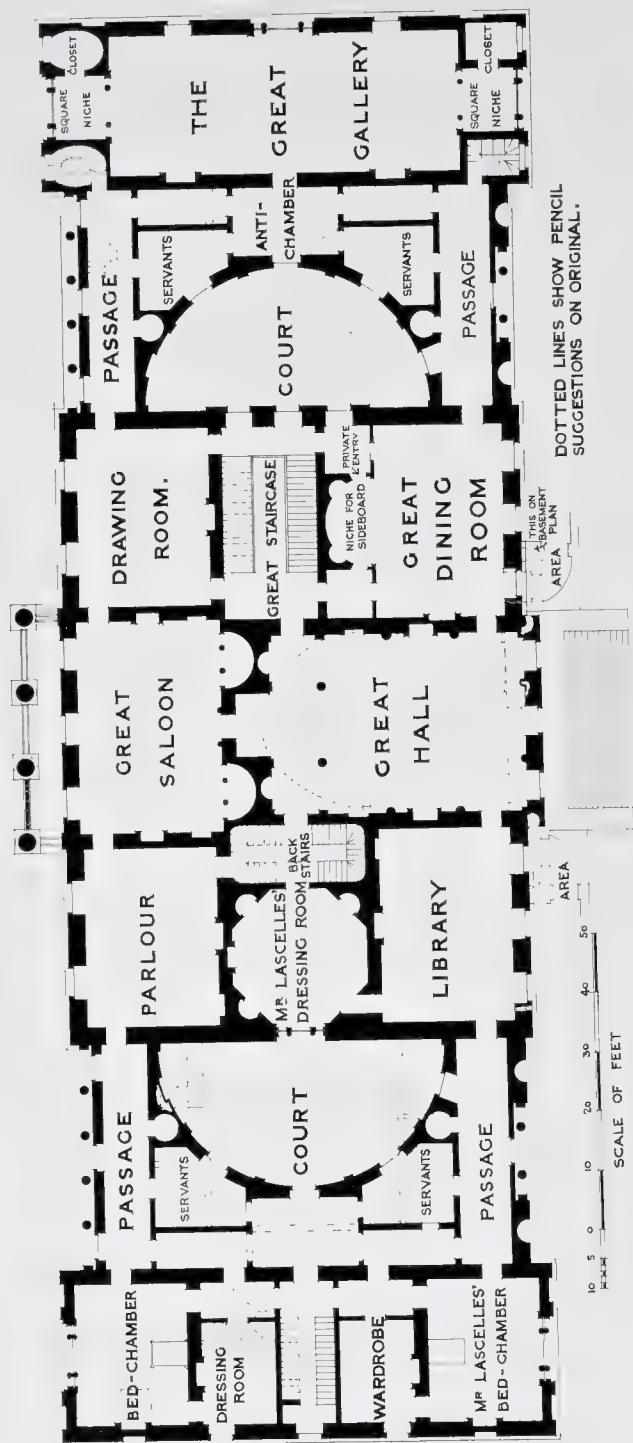 BED-CHAMBER
DRESSING
ROOM
WARDROBE
MR LASCELLES'
BED-CHAMBER
PASSAGE
SERVANTS
COURT
SERVANTS
PASSAGE
PARLOUR
MR LASCELLES'
DRESSING ROOM
BACK
STAIRS
LIBRARY
GREAT
SALOON
GREAT
HALL
DRAWING
ROOM.
GREAT STAIRCASE
PRIVATE
ENTRY
NICHE FOR
SIDEBOARD
GREAT
DINING
ROOM
PASSAGE
SERVANTS
ANTI-
CHAMBER
COURT
SERVANTS
PASSAGE
CLOSET
SQUARE
NICHE
THE
GREAT
GALLERY
CLOSET
SQUARE
NICHE
AREA
THIS ON
BASEMENT
PLAN
AREA
10 5 0 10 20 30 40 50
SCALE OF FEET
DOTTED LINES SHOW PENCIL
SUGGESTIONS ON ORIGINAL.